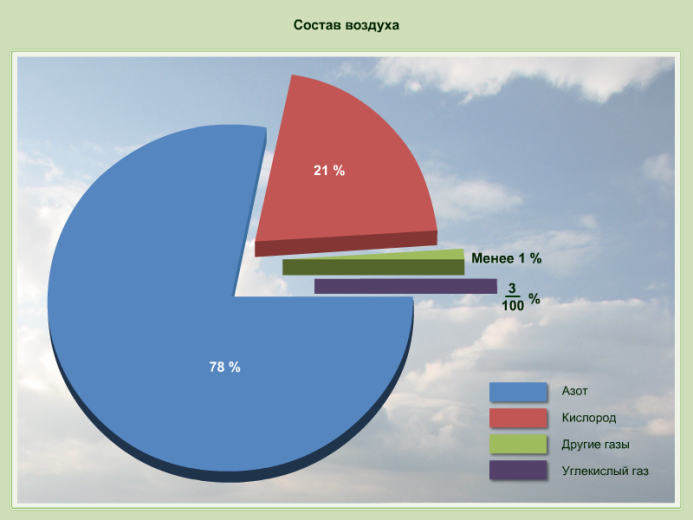 Состав воздуха
21 %
Менее 1 %
3
100 %
78 %
Азот
Кислород
Другие газы
Углекислый газ